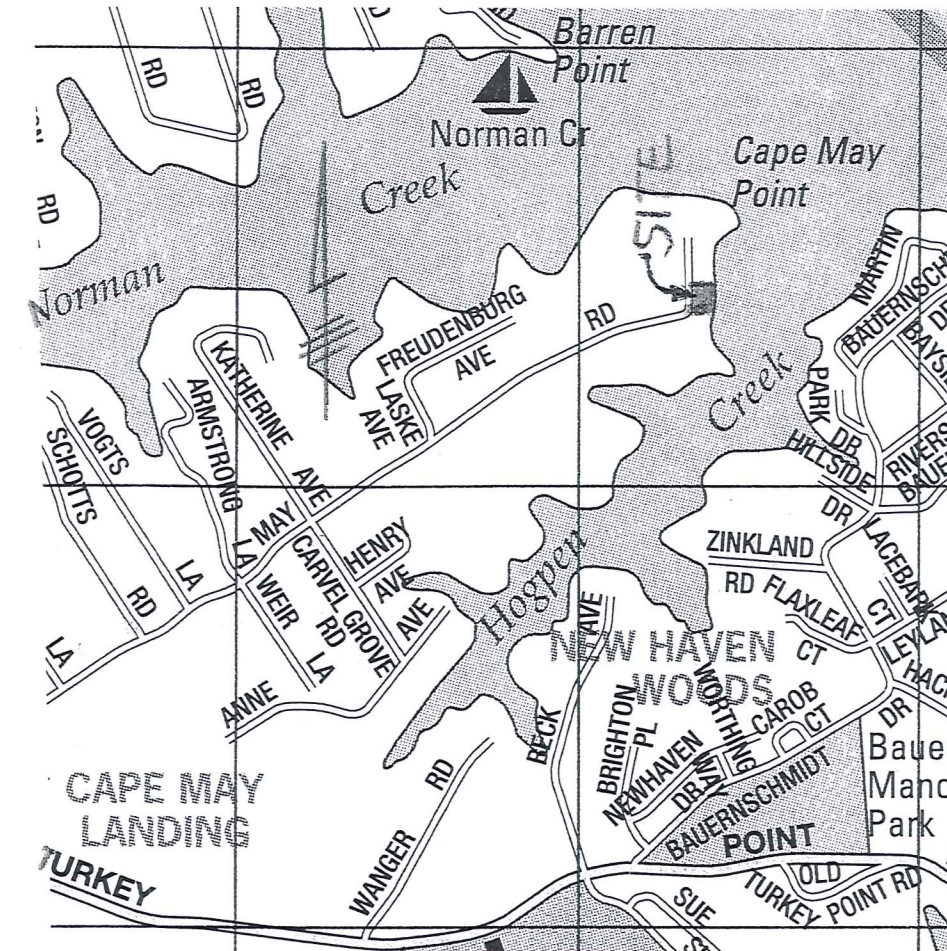 Barren
Point
RD
RD
Norman Cr
Creek
SITE
Cape May
Point
RD
Norman
MARTIN
BAUERNSCH
FREUDENBURG
AVE
RD
KATHERINE
AVE
LASKE
AVE
ARMSTRONG
LA
VOGTS
LA
SCHOTTS
RD
Creek
PARK
DR
HILLSIDE
DR
RIVERS
MAY
CARVEL
RD
HENRY
AVE
GROVE
AVE
WEIR
LA
LA
ANNE
Hogpen
ZINKLAND
RD
FLAXLEAF
CT
LACEBARK
CT
LEYLAN
DR
BECK
AVE
NEW HAVEN
WOODS
BRIGHTON
PL
WORTHING
WAY
CAROB
CT
NEWHAVEN
DR
BAUERNSCHMIDT
Baue
Mano
Park
CAPE MAY
LANDING
WANGER
RD
TURKEY
POINT
OLD
TURKEY POINT RD
SUE